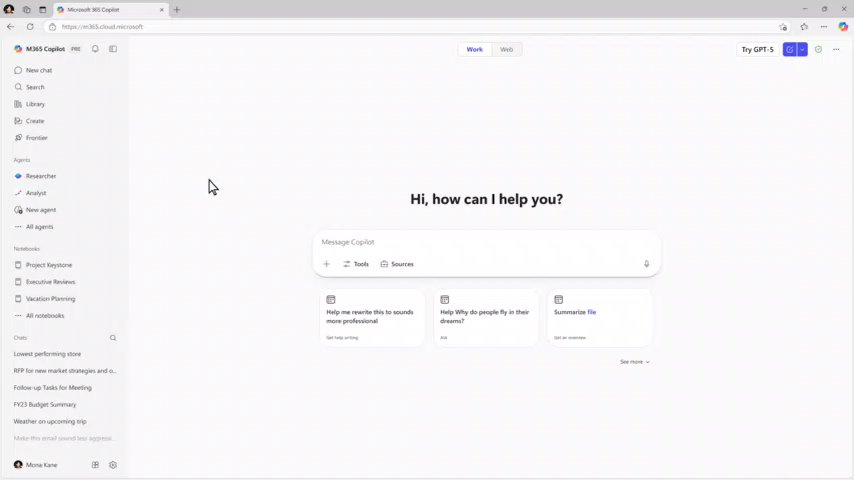 Microsoft 365 Copilot
https://m365.cloud.microsoft
M365 Copilot PRE
Work
Web
Try GPT-5
New chat
Search
Library
Create
Frontier
Agents
Researcher
Analyst
New agent
All agents
Notebooks
Project Keystone
Executive Reviews
Vacation Planning
All notebooks
Chats
Lowest performing store
RFP for new market strategies and o...
Follow-up Tasks for Meeting
FY23 Budget Summary
Weather on upcoming trip
Make this email sound less aggressi...
Mona Kane
Hi, how can I help you?
Message Copilot
Tools
Sources
Help me rewrite this to sounds
more professional
Get help writing
Help Why do people fly in their
dreams?
Ask
Summarize file
Get an overview
See more